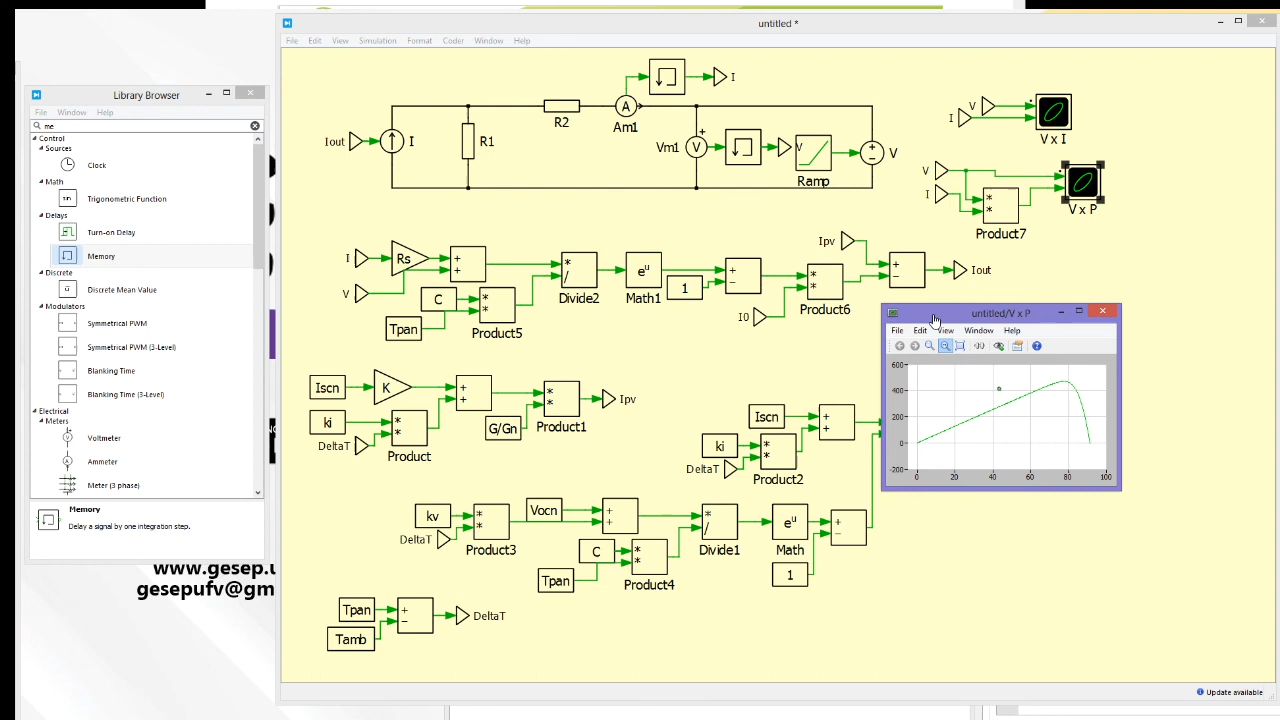 untitled *
File Edit View Simulation Format Coder Window Help
Library Browser
File Window Help
me
Control
Sources
Clock
Math
Trigonometric Function
Delays
Turn-on Delay
Memory
Discrete
Discrete Mean Value
Modulators
Symmetrical PWM
Symmetrical PWM (3-Level)
Blanking Time
Blanking Time (3-Level)
Electrical
Meters
Voltmeter
Ammeter
Meter (3 phase)
Memory
Delay a signal by one integration step.
www.gesep.u
gesepufv@gm
I
A
Am1
R2
Iout
I
R1
Vm1
V
V
Ramp
V
V
I
V x I
V
I
* *
Product7
V x P
I
V
Rs
+ +
C
Tpan
* *
Product5
* /
Divide2
eᵘ
Math1
1
+ −
I0
* *
Product6
Ipv
+ −
Iout
Iscn
K
ki
DeltaT
* *
Product
+ +
G/Gn
* *
Product1
Ipv
Iscn
ki
DeltaT
* *
Product2
+ +
untitled/V x P
File Edit View Window Help
600
400
200
0
-200
0 20 40 60 80 100
kv
DeltaT
* *
Product3
Vocn
+ +
C
Tpan
* *
Product4
* /
Divide1
eᵘ
Math
1
+ −
Tpan
Tamb
+ −
DeltaT
Update available